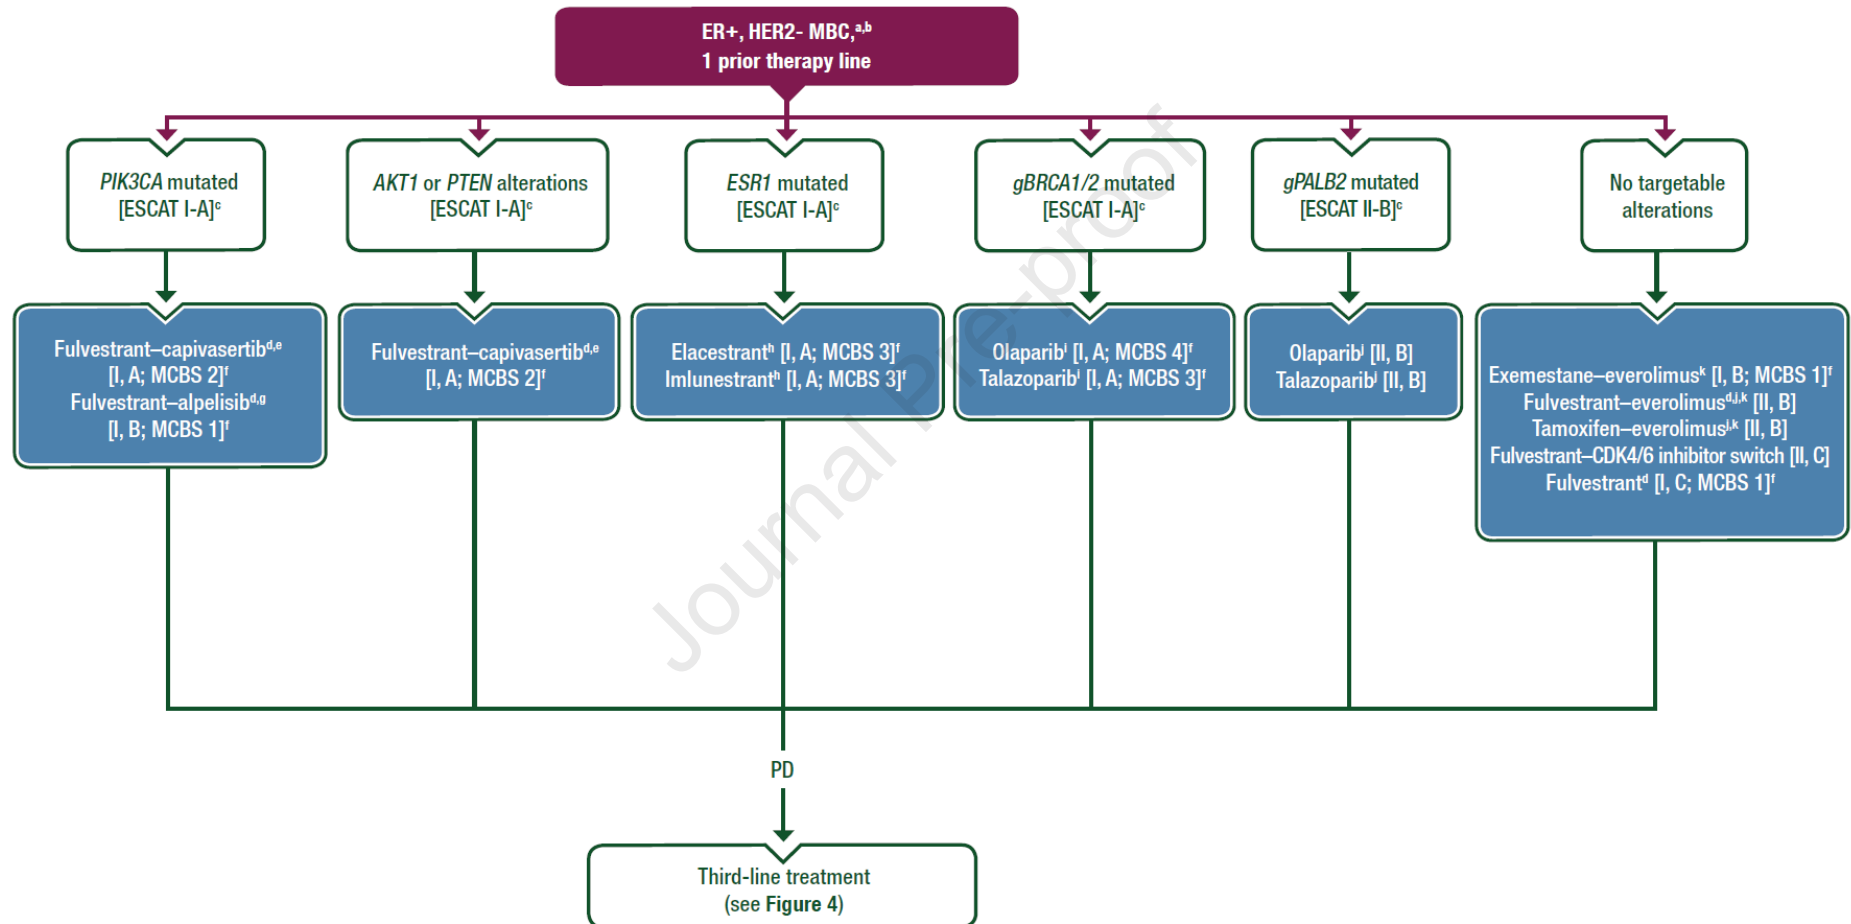 ER+, HER2- MBC,a,b
1 prior therapy line
PIK3CA mutated
[ESCAT I-A]c
AKT1 or PTEN alterations
[ESCAT I-A]c
ESR1 mutated
[ESCAT I-A]c
gBRCA1/2 mutated
[ESCAT I-A]c
gPALB2 mutated
[ESCAT II-B]c
No targetable
alterations
Fulvestrant–capivasertibd,e
[I, A; MCBS 2]f
Fulvestrant–alpelisibd,g
[I, B; MCBS 1]f
Fulvestrant–capivasertibd,e
[I, A; MCBS 2]f
Elacestranth [I, A; MCBS 3]f
Imlunestranth [I, A; MCBS 3]f
Olaparibi [I, A; MCBS 4]f
Talazoparibi [I, A; MCBS 3]f
Olaparibj [II, B]
Talazoparibj [II, B]
Exemestane–everolimusk [I, B; MCBS 1]f
Fulvestrant–everolimusd,j,k [II, B]
Tamoxifen–everolimusj,k [II, B]
Fulvestrant–CDK4/6 inhibitor switch [II, C]
Fulvestrantd [I, C; MCBS 1]f
Journal Pre-proof
PD
Third-line treatment
(see Figure 4)